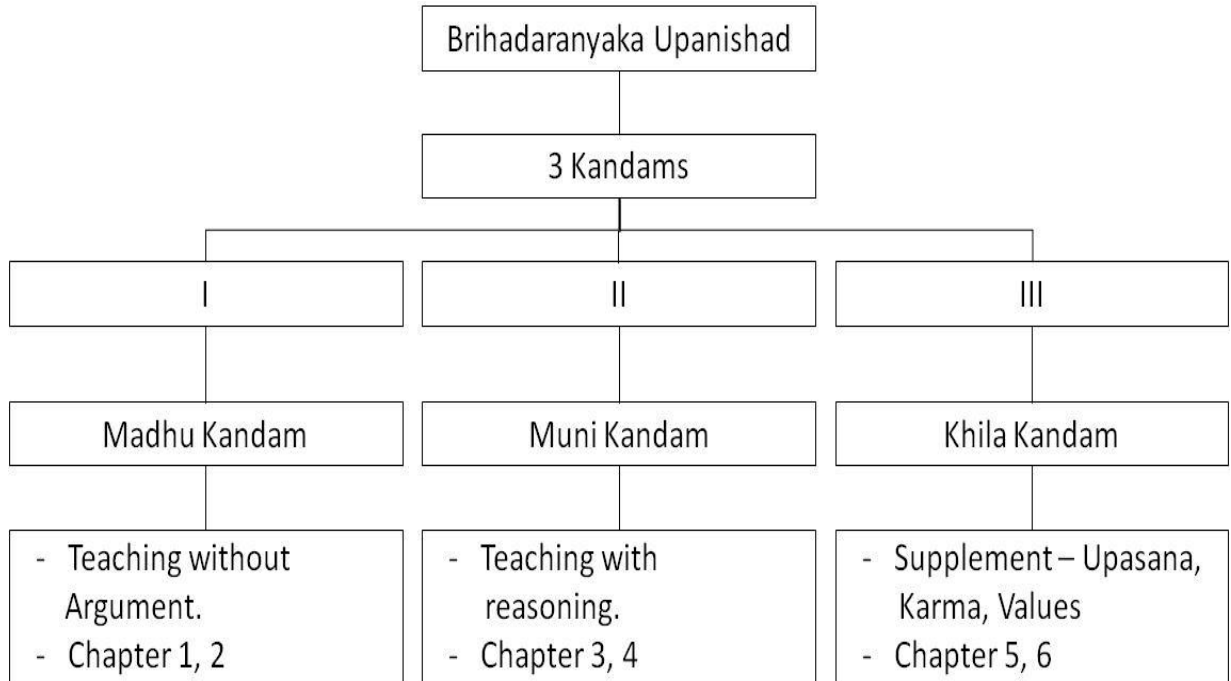 Brihadaranyaka Upanishad
3 Kandams
I
II
III
Madhu Kandam
Muni Kandam
Khila Kandam
- Teaching without
Argument.
- Chapter 1, 2
- Teaching with
reasoning.
- Chapter 3, 4
- Supplement – Upasana,
Karma, Values
- Chapter 5, 6